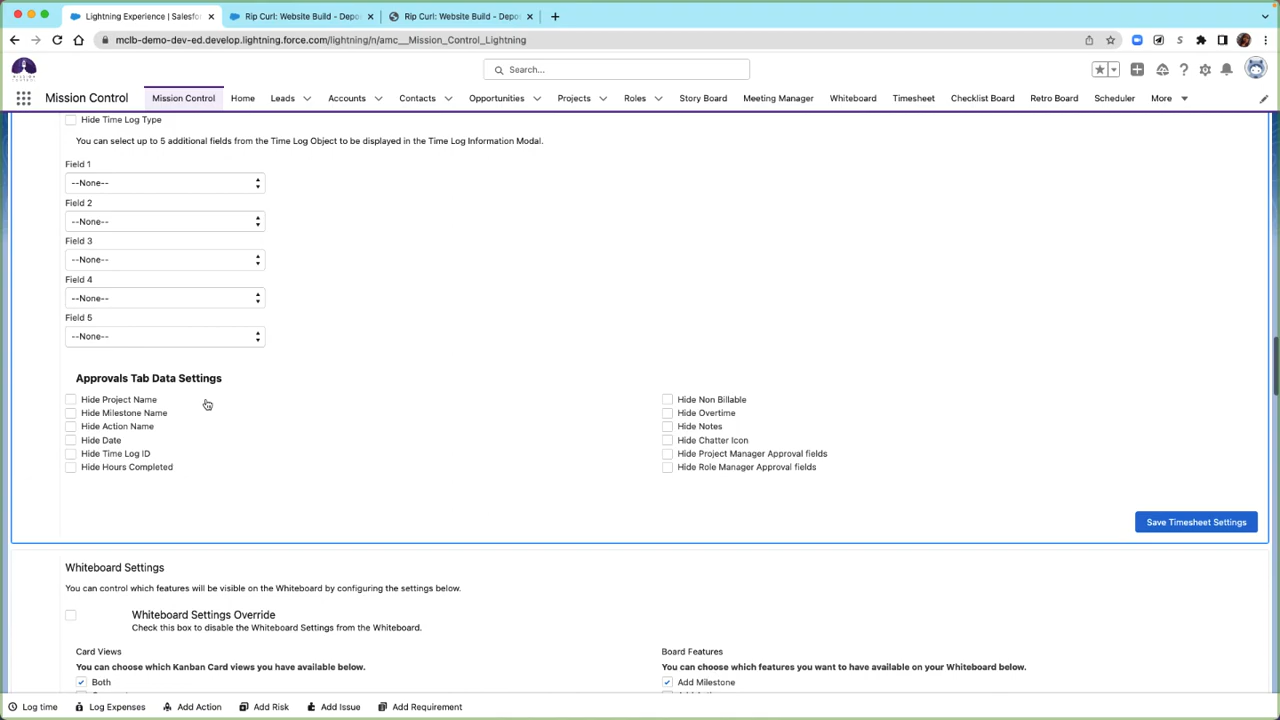 Lightning Experience | Salesfor
Rip Curl: Website Build - Depo
Rip Curl: Website Build - Depo
mclb-demo-dev-ed.develop.lightning.force.com/lightning/n/amc__Mission_Control_Lightning
Search...
Mission Control
Mission Control
Home
Leads
Accounts
Contacts
Opportunities
Projects
Roles
Story Board
Meeting Manager
Whiteboard
Timesheet
Checklist Board
Retro Board
Scheduler
More
Hide Time Log Type
You can select up to 5 additional fields from the Time Log Object to be displayed in the Time Log Information Modal.
Field 1
--None--
Field 2
--None--
Field 3
--None--
Field 4
--None--
Field 5
--None--
Approvals Tab Data Settings
Hide Project Name
Hide Milestone Name
Hide Action Name
Hide Date
Hide Time Log ID
Hide Hours Completed
Hide Non Billable
Hide Overtime
Hide Notes
Hide Chatter Icon
Hide Project Manager Approval fields
Hide Role Manager Approval fields
Save Timesheet Settings
Whiteboard Settings
You can control which features will be visible on the Whiteboard by configuring the settings below.
Whiteboard Settings Override
Check this box to disable the Whiteboard Settings from the Whiteboard.
Card Views
You can choose which Kanban Card views you have available below.
Both
Board Features
You can choose which features you want to have available on your Whiteboard below.
Add Milestone
Log time
Log Expenses
Add Action
Add Risk
Add Issue
Add Requirement